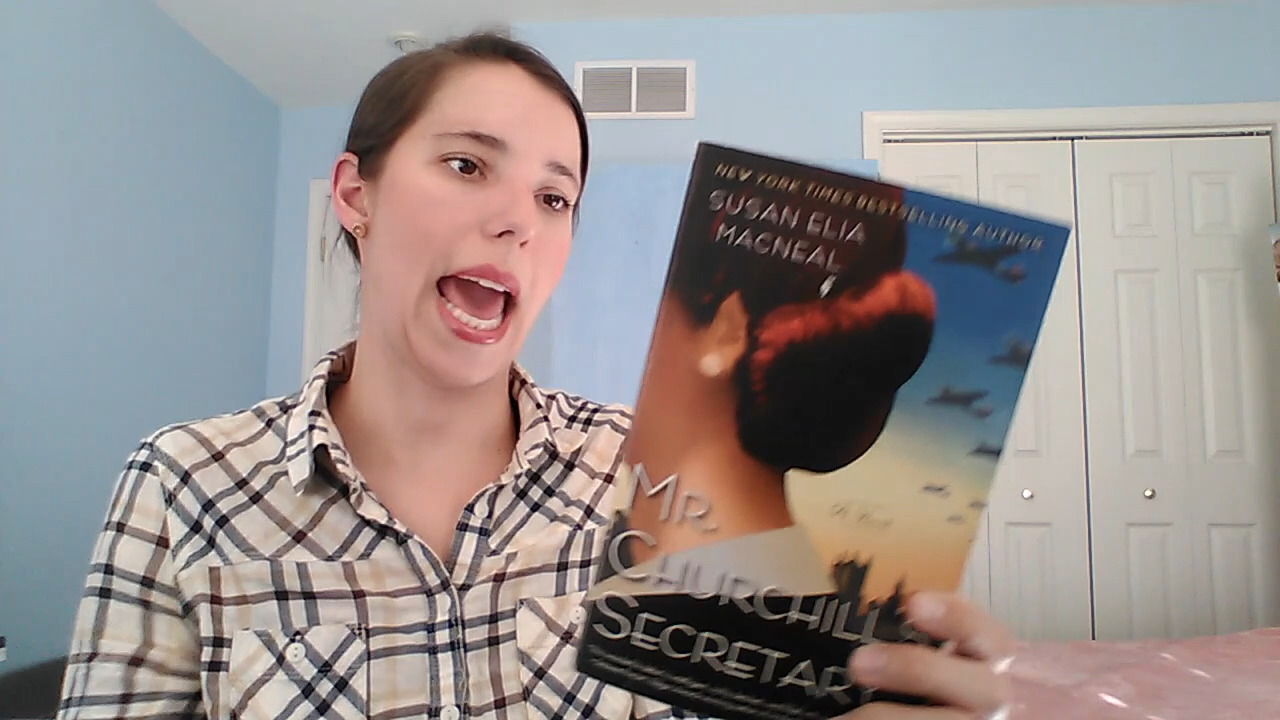 NEW YORK TIMES BESTSELLING AUTHOR
SUSAN ELIA
MACNEAL
MR.
CHURCHILL'S
SECRETARY